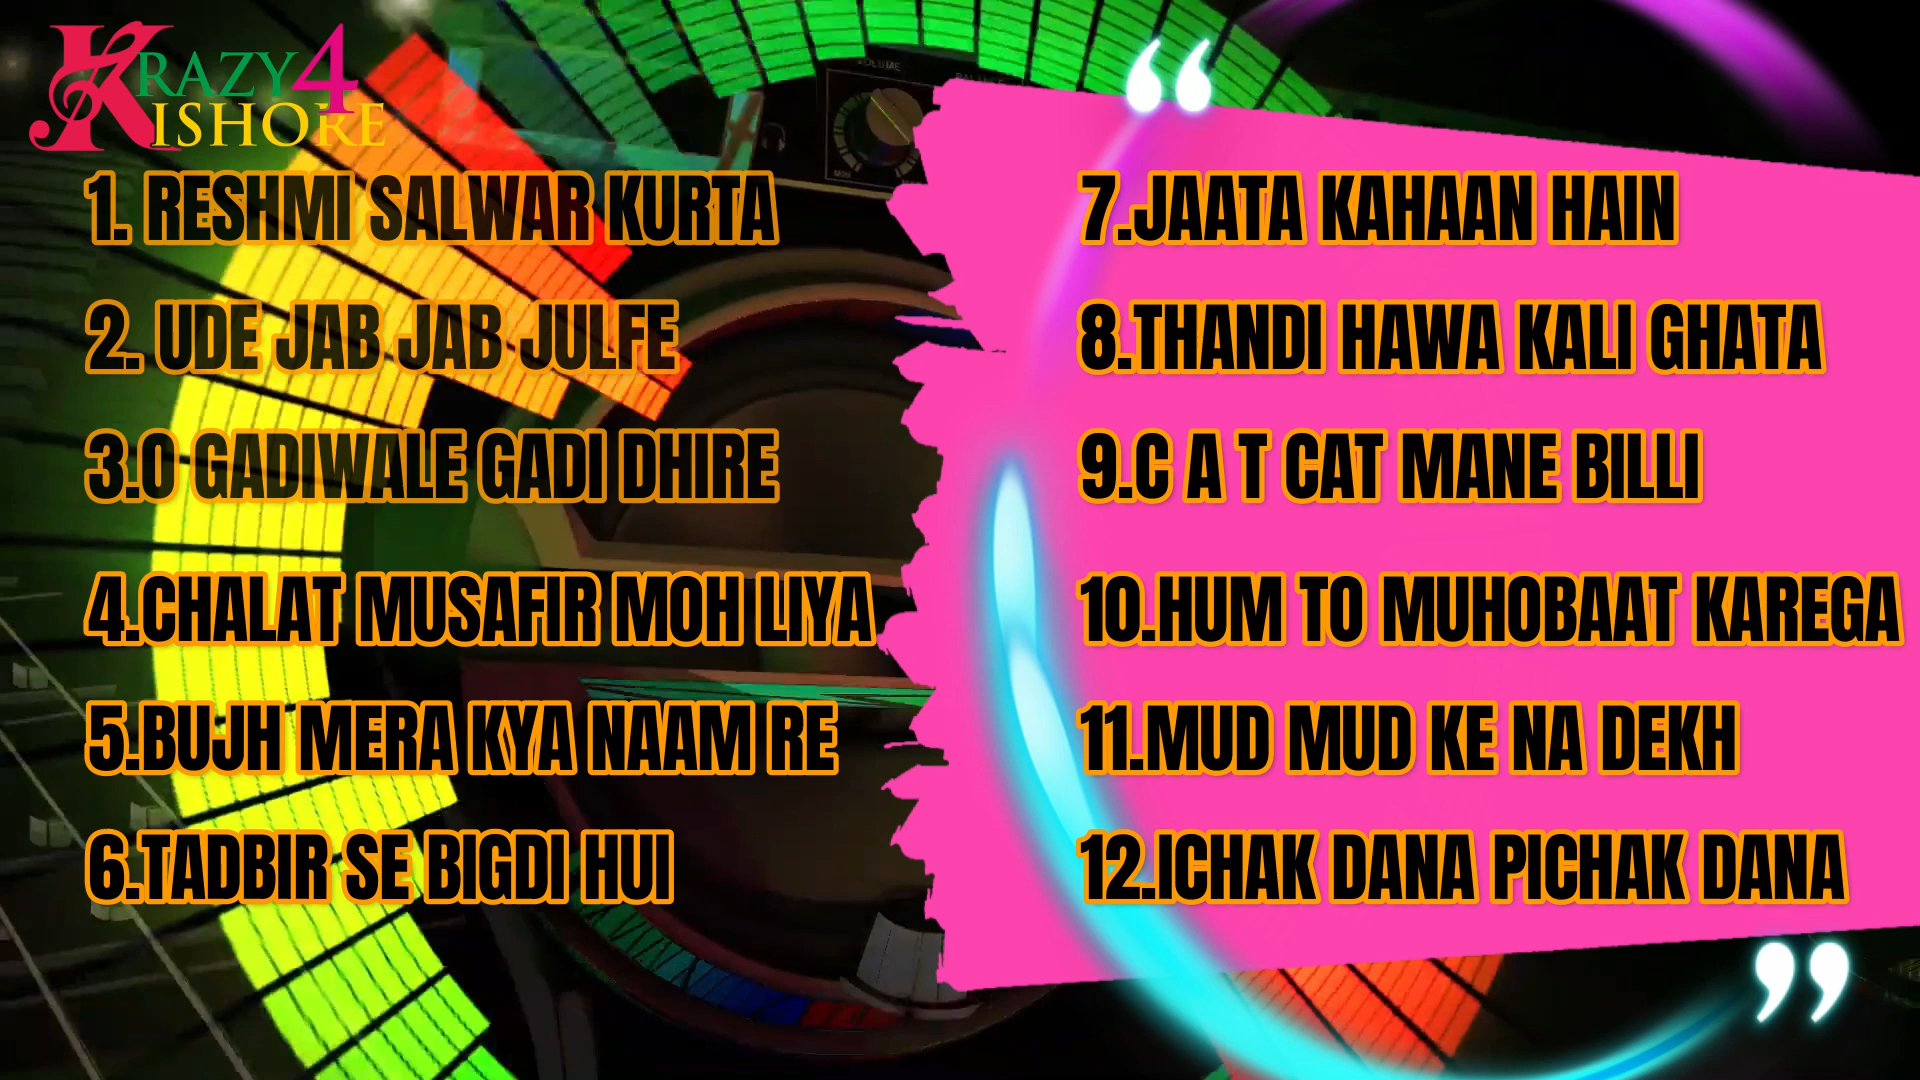 KRAZY4
KISHORE
VOLUME
BALANCE
MIN
1. RESHMI SALWAR KURTA
2. UDE JAB JAB JULFE
3.O GADIWALE GADI DHIRE
4.CHALAT MUSAFIR MOH LIYA
5.BUJH MERA KYA NAAM RE
6.TADBIR SE BIGDI HUI
“
7.JAATA KAHAAN HAIN
8.THANDI HAWA KALI GHATA
9.C A T CAT MANE BILLI
10.HUM TO MUHOBAAT KAREGA
11.MUD MUD KE NA DEKH
12.ICHAK DANA PICHAK DANA
”